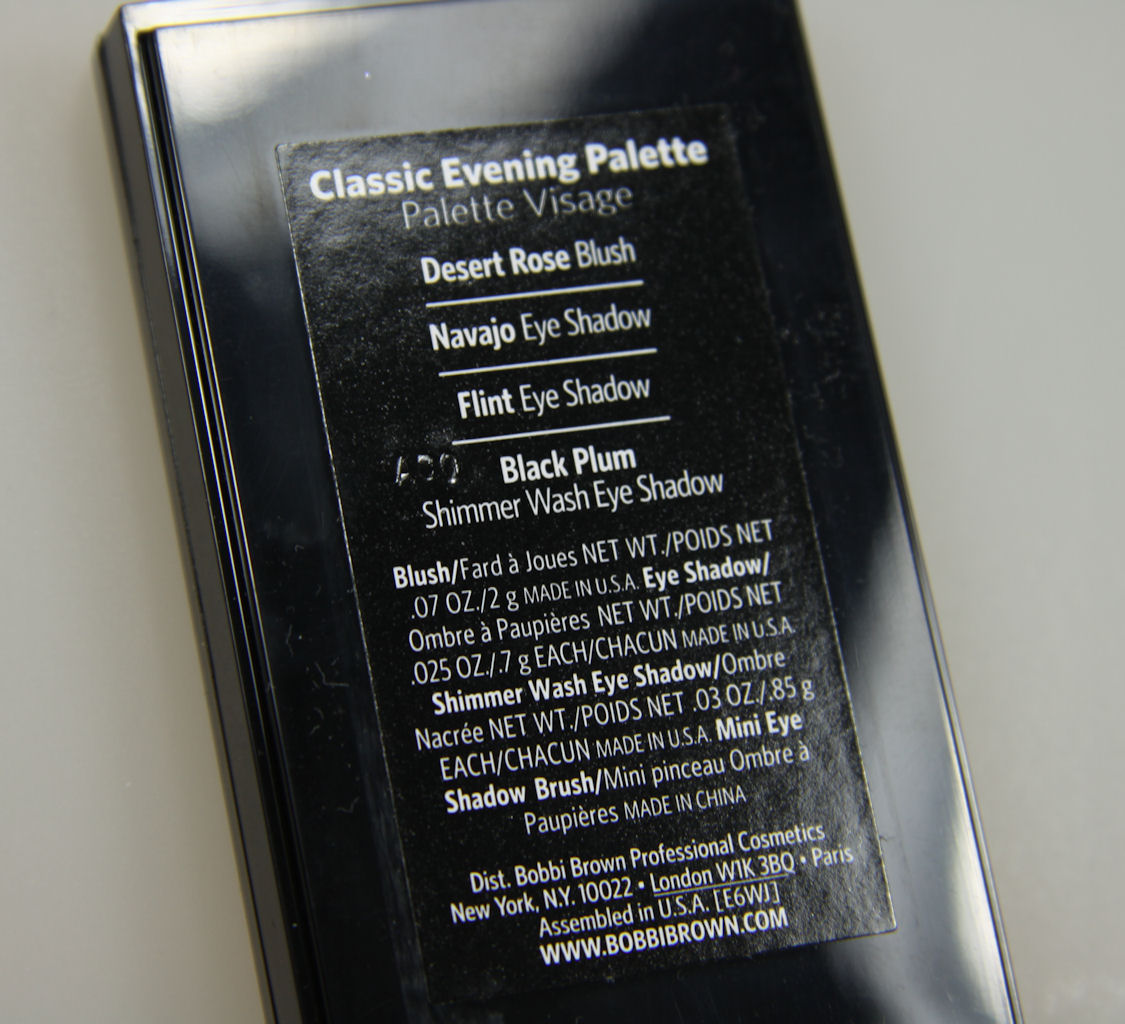 Classic Evening Palette
Palette Visage
Desert Rose Blush
Navajo Eye Shadow
Flint Eye Shadow
Black Plum
Shimmer Wash Eye Shadow
Blush/Fard à Joues NET WT./POIDS NET
.07 OZ./2 g MADE IN U.S.A. Eye Shadow/
Ombre à Paupières NET WT./POIDS NET
.025 OZ./.7 g EACH/CHACUN MADE IN U.S.A.
Shimmer Wash Eye Shadow/Ombre
Nacrée NET WT./POIDS NET .03 OZ./.85 g
EACH/CHACUN MADE IN U.S.A. Mini Eye
Shadow Brush/Mini pinceau Ombre à
Paupières MADE IN CHINA
Dist. Bobbi Brown Professional Cosmetics
New York, N.Y. 10022 • London W1K 3BQ • Paris
Assembled in U.S.A. [E6WJ]
WWW.BOBBIBROWN.COM